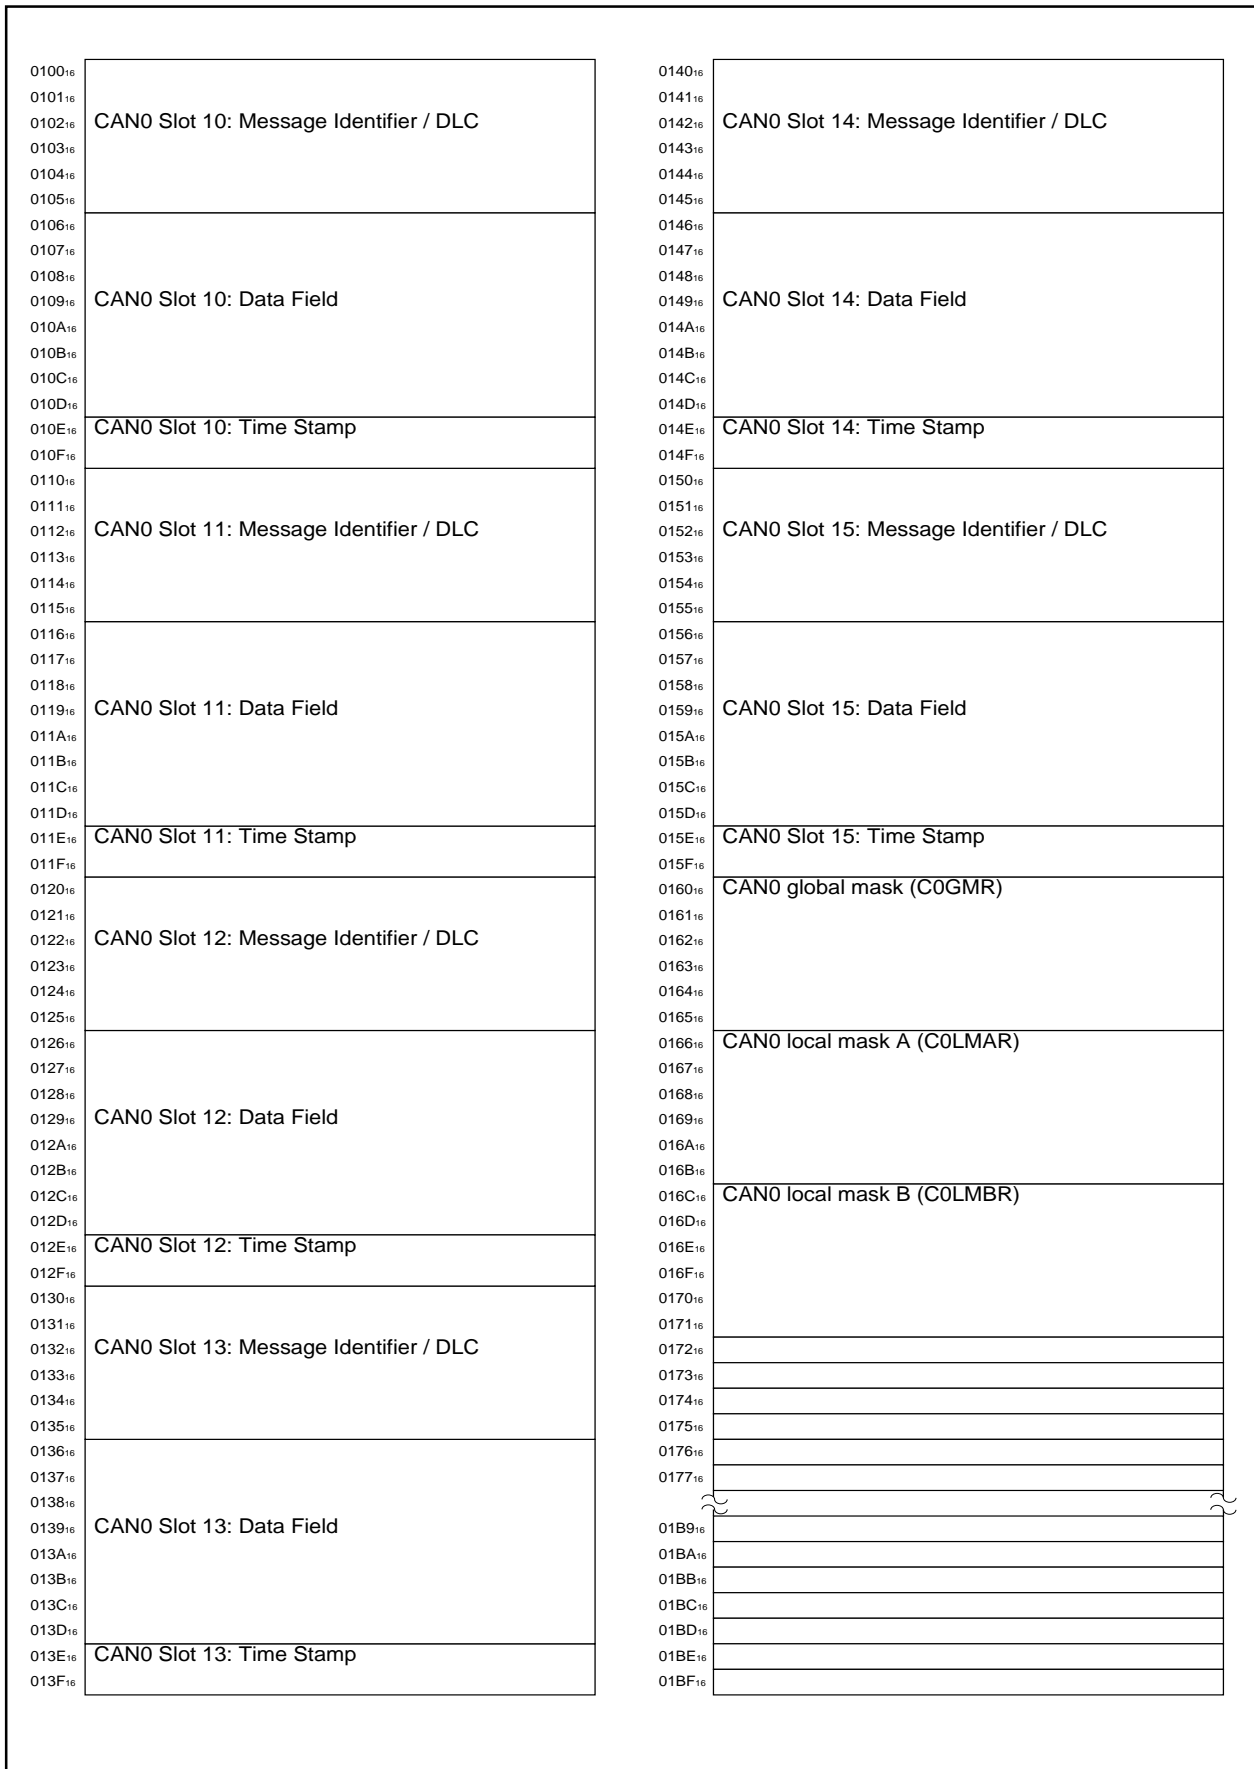 0100₁₆
0101₁₆
0102₁₆ CAN0 Slot 10: Message Identifier / DLC
0103₁₆
0104₁₆
0105₁₆
0106₁₆
0107₁₆
0108₁₆
0109₁₆ CAN0 Slot 10: Data Field
010A₁₆
010B₁₆
010C₁₆
010D₁₆
010E₁₆ CAN0 Slot 10: Time Stamp
010F₁₆
0110₁₆
0111₁₆
0112₁₆ CAN0 Slot 11: Message Identifier / DLC
0113₁₆
0114₁₆
0115₁₆
0116₁₆
0117₁₆
0118₁₆
0119₁₆ CAN0 Slot 11: Data Field
011A₁₆
011B₁₆
011C₁₆
011D₁₆
011E₁₆ CAN0 Slot 11: Time Stamp
011F₁₆
0120₁₆
0121₁₆
0122₁₆ CAN0 Slot 12: Message Identifier / DLC
0123₁₆
0124₁₆
0125₁₆
0126₁₆
0127₁₆
0128₁₆
0129₁₆ CAN0 Slot 12: Data Field
012A₁₆
012B₁₆
012C₁₆
012D₁₆
012E₁₆ CAN0 Slot 12: Time Stamp
012F₁₆
0130₁₆
0131₁₆
0132₁₆ CAN0 Slot 13: Message Identifier / DLC
0133₁₆
0134₁₆
0135₁₆
0136₁₆
0137₁₆
0138₁₆
0139₁₆ CAN0 Slot 13: Data Field
013A₁₆
013B₁₆
013C₁₆
013D₁₆
013E₁₆ CAN0 Slot 13: Time Stamp
013F₁₆
0140₁₆
0141₁₆
0142₁₆ CAN0 Slot 14: Message Identifier / DLC
0143₁₆
0144₁₆
0145₁₆
0146₁₆
0147₁₆
0148₁₆
0149₁₆ CAN0 Slot 14: Data Field
014A₁₆
014B₁₆
014C₁₆
014D₁₆
014E₁₆ CAN0 Slot 14: Time Stamp
014F₁₆
0150₁₆
0151₁₆
0152₁₆ CAN0 Slot 15: Message Identifier / DLC
0153₁₆
0154₁₆
0155₁₆
0156₁₆
0157₁₆
0158₁₆
0159₁₆ CAN0 Slot 15: Data Field
015A₁₆
015B₁₆
015C₁₆
015D₁₆
015E₁₆ CAN0 Slot 15: Time Stamp
015F₁₆
0160₁₆ CAN0 global mask (C0GMR)
0161₁₆
0162₁₆
0163₁₆
0164₁₆
0165₁₆
0166₁₆ CAN0 local mask A (C0LMAR)
0167₁₆
0168₁₆
0169₁₆
016A₁₆
016B₁₆
016C₁₆ CAN0 local mask B (C0LMBR)
016D₁₆
016E₁₆
016F₁₆
0170₁₆
0171₁₆
0172₁₆
0173₁₆
0174₁₆
0175₁₆
0176₁₆
0177₁₆
01B9₁₆
01BA₁₆
01BB₁₆
01BC₁₆
01BD₁₆
01BE₁₆
01BF₁₆